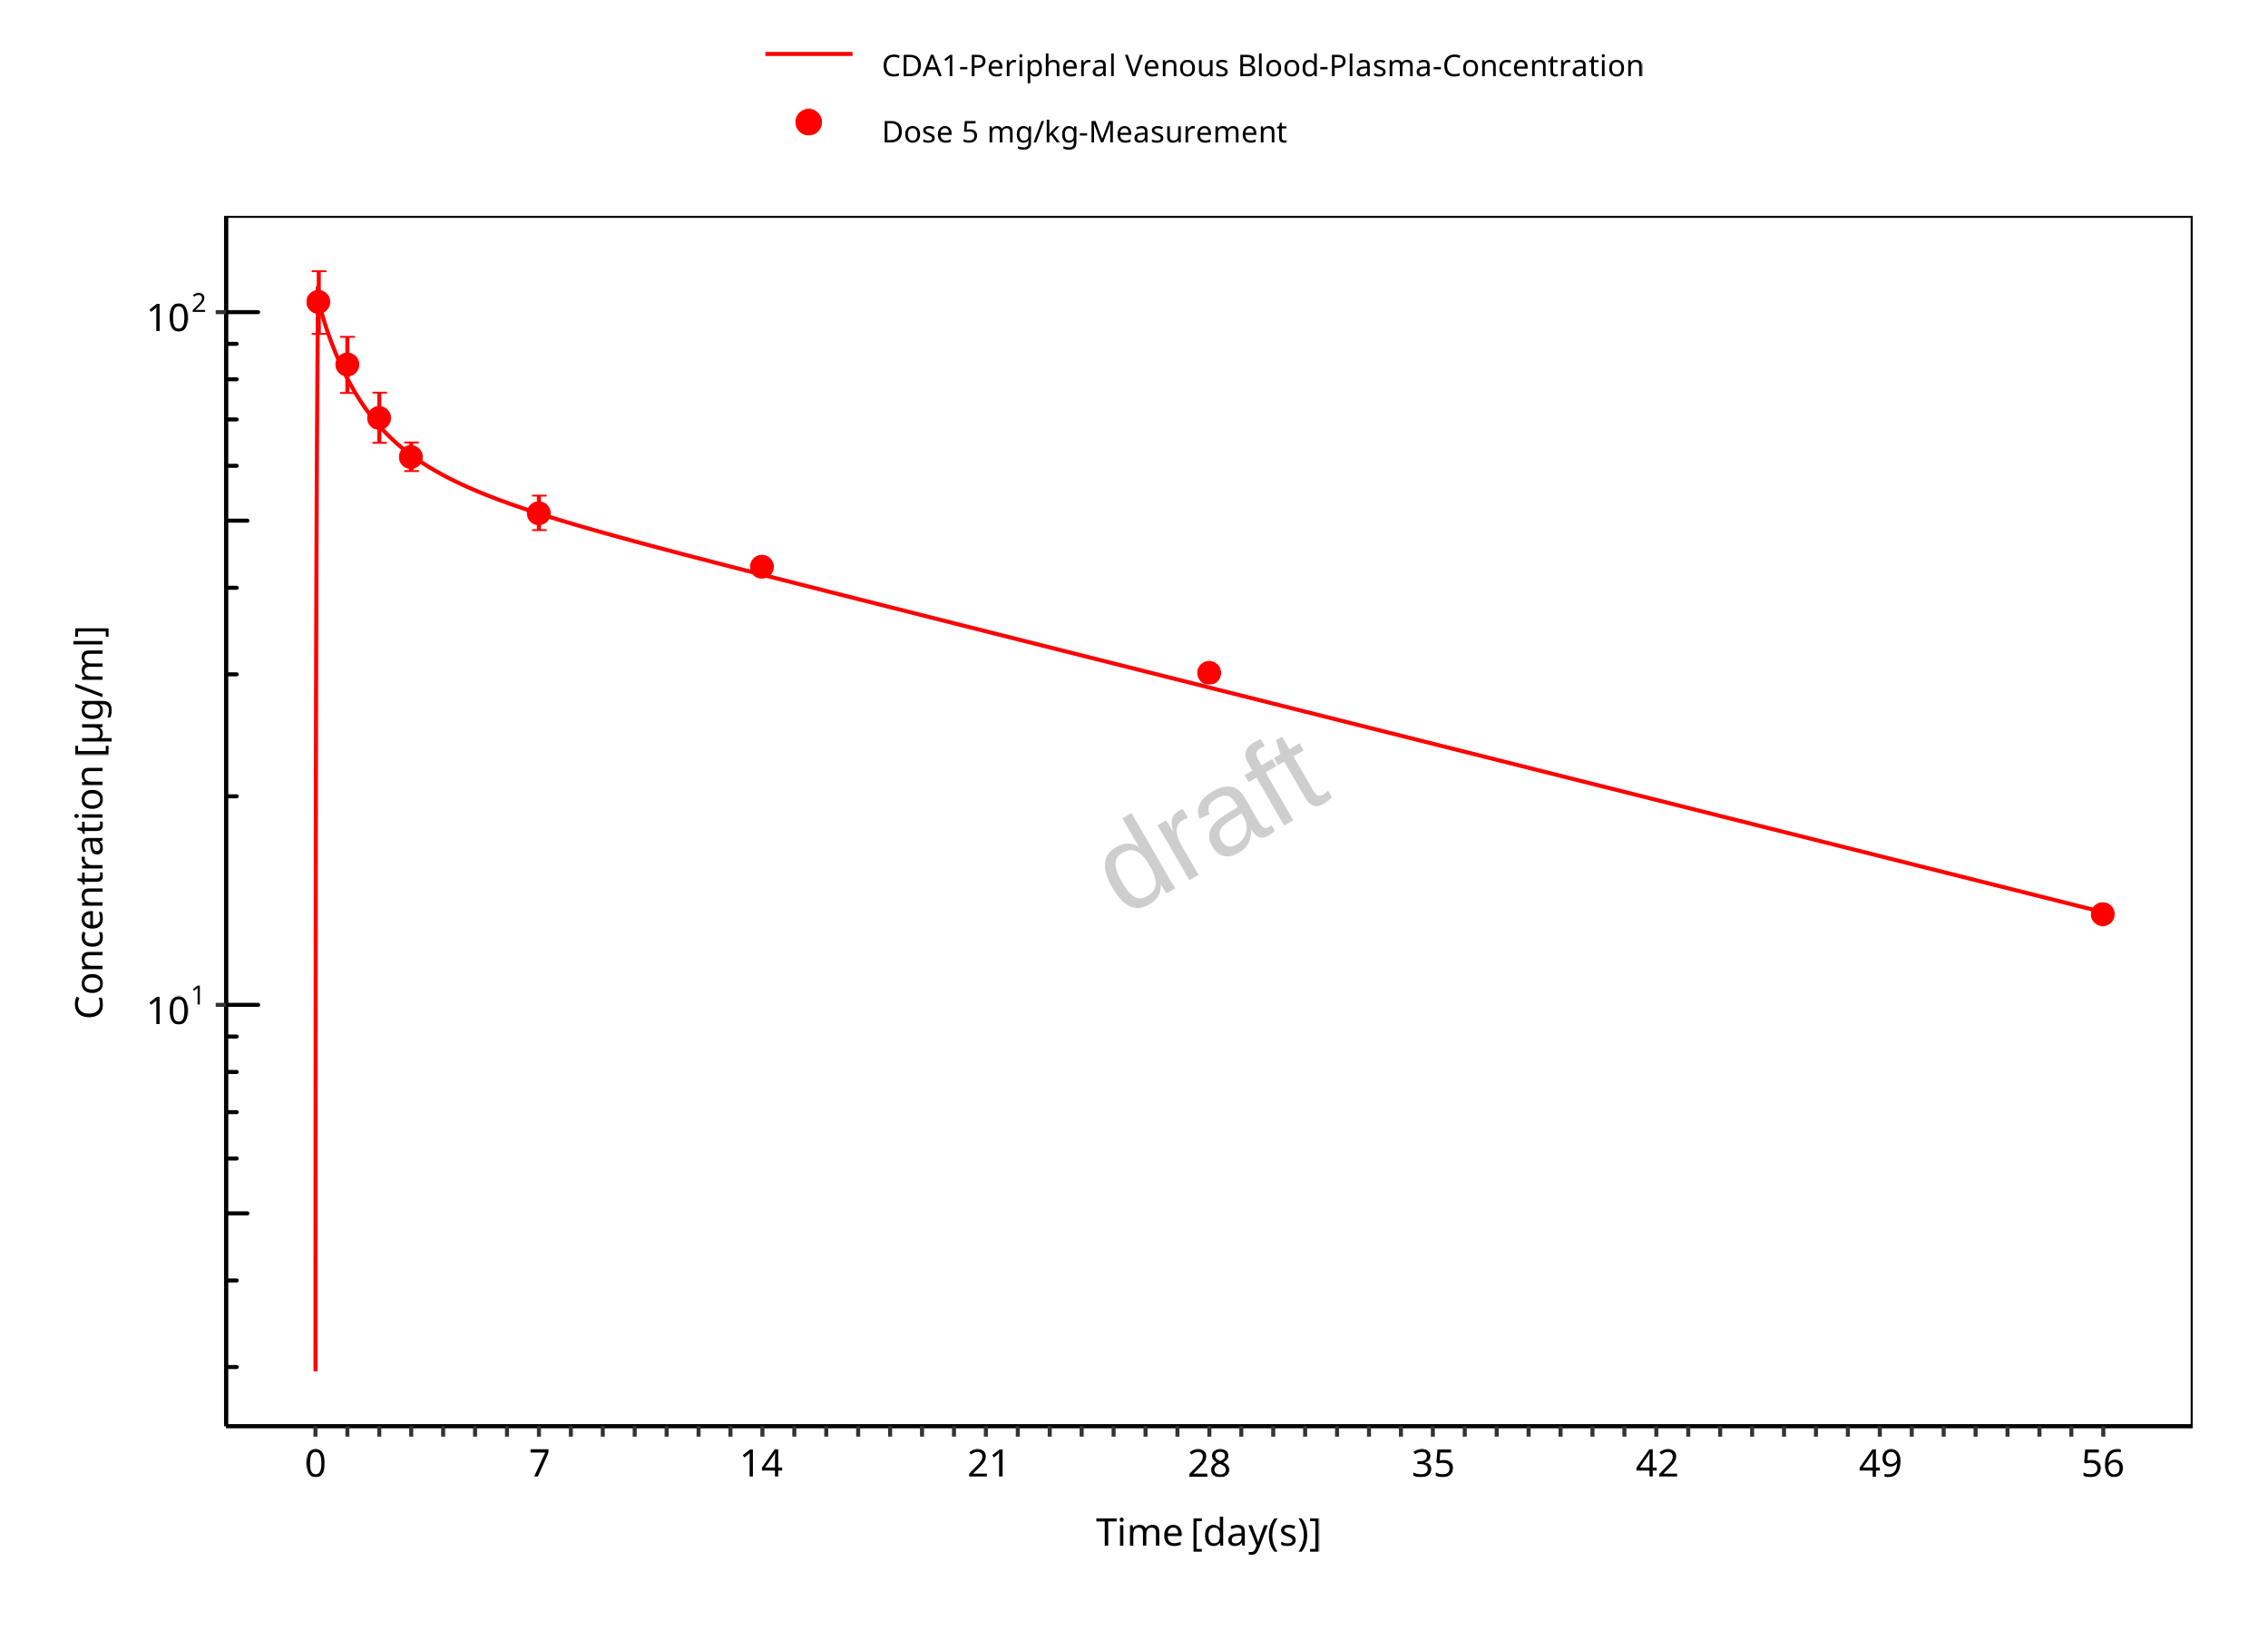 CDA1-Peripheral Venous Blood-Plasma-Concentration
Dose 5 mg/kg-Measurement
10²
10¹
Concentration [µg/ml]
draft
0 7 14 21 28 35 42 49 56
Time [day(s)]